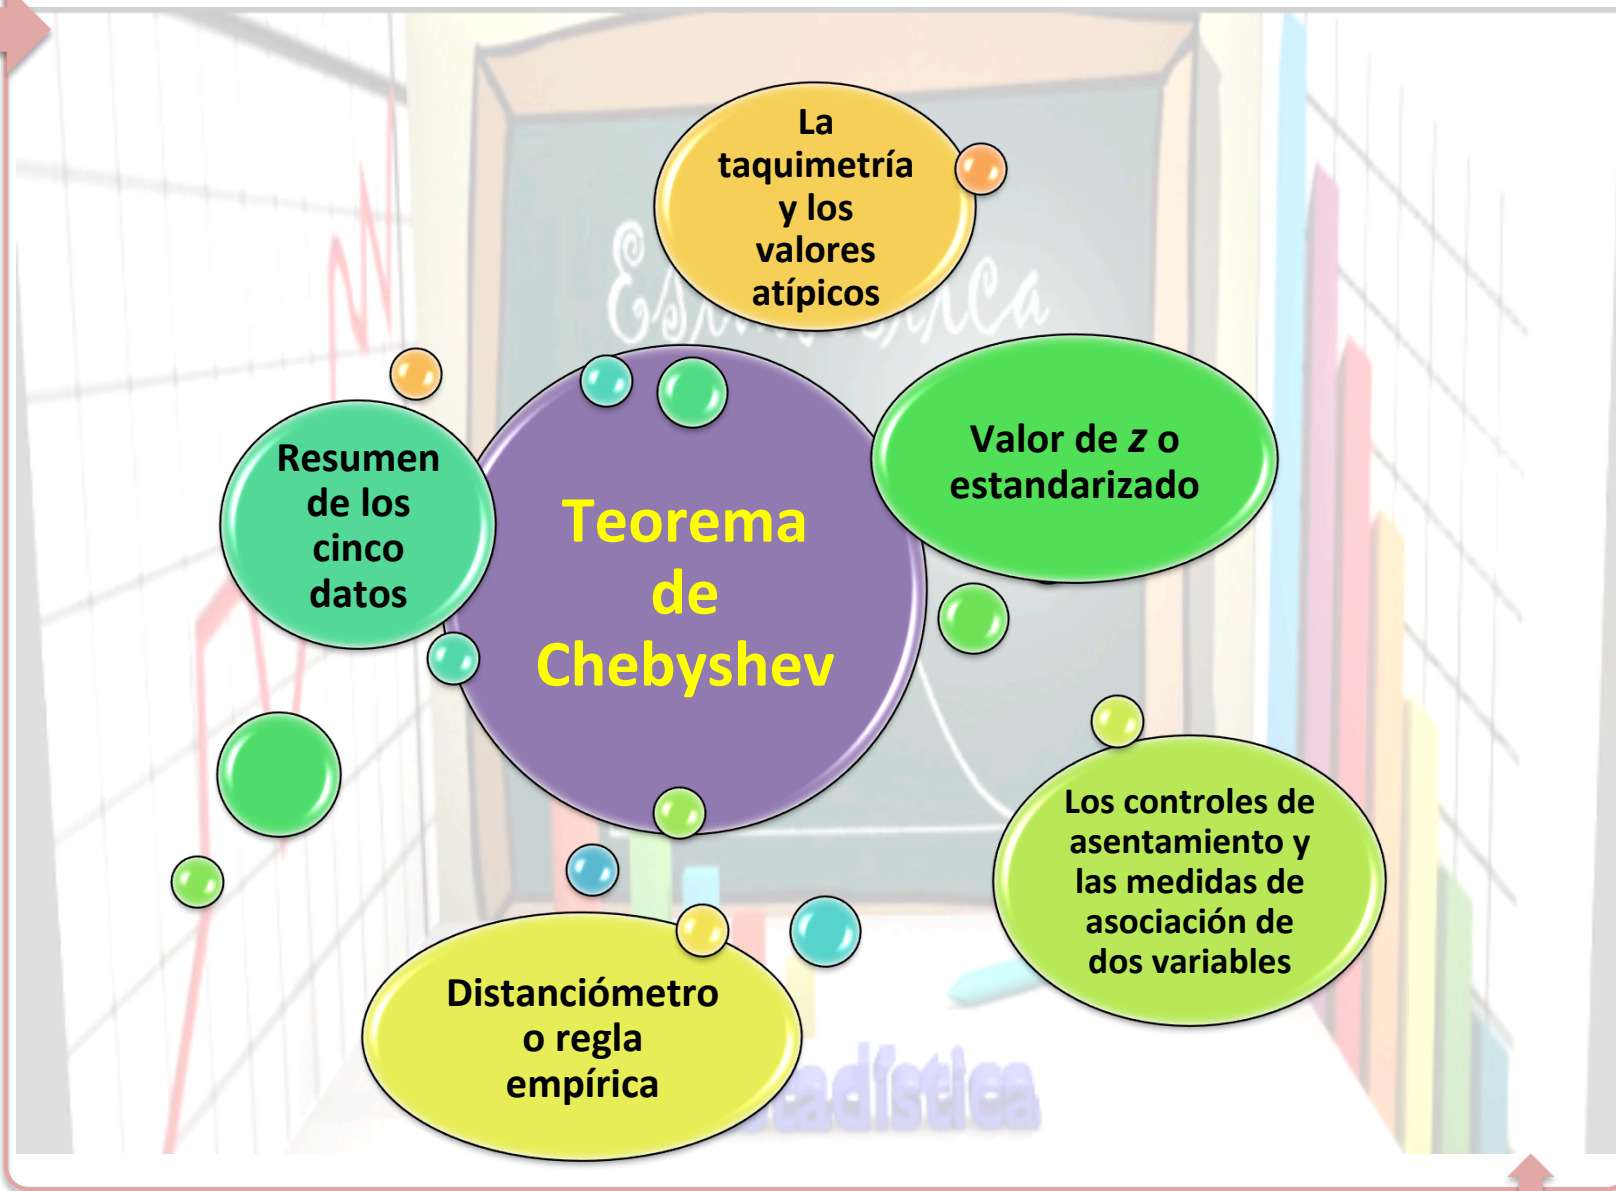 La
taquimetría
y los
valores
atípicos
Valor de z o
estandarizado
Resumen
de los
cinco
datos
Teorema
de
Chebyshev
Los controles de
asentamiento y
las medidas de
asociación de
dos variables
Distanciómetro
o regla
empírica